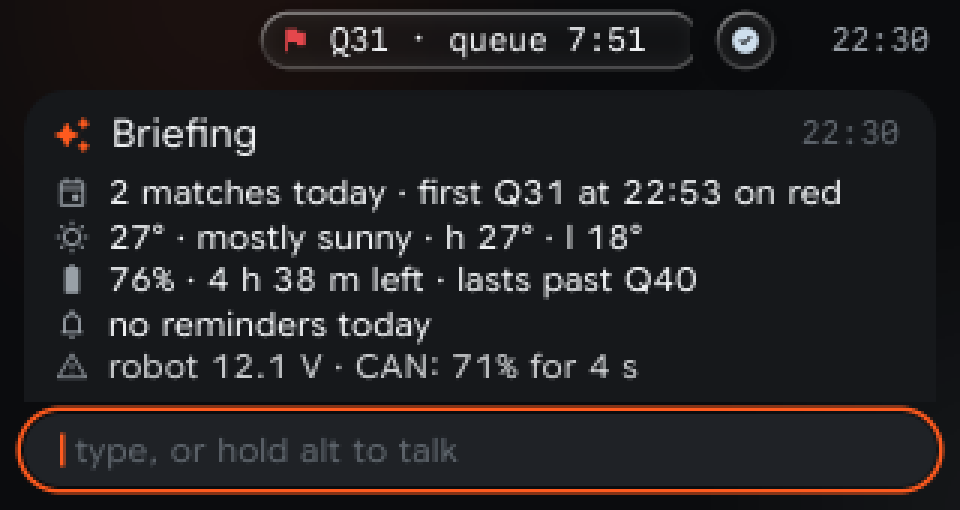 Q31 · queue 7:51
22:30
Briefing
22:30
2 matches today · first Q31 at 22:53 on red
27° · mostly sunny · h 27° · l 18°
76% · 4 h 38 m left · lasts past Q40
no reminders today
robot 12.1 V · CAN: 71% for 4 s
type, or hold alt to talk